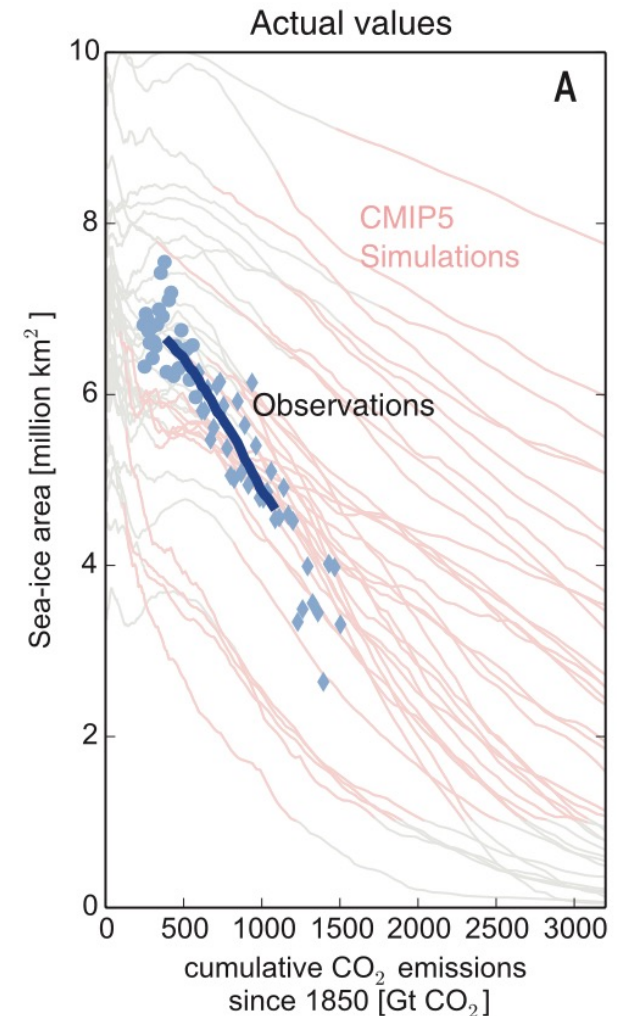 Actual values
A
10
8
6
4
2
0
Sea-ice area [million km² ]
CMIP5
Simulations
Observations
0 500 1000 1500 2000 2500 3000
cumulative CO₂ emissions
since 1850 [Gt CO₂]